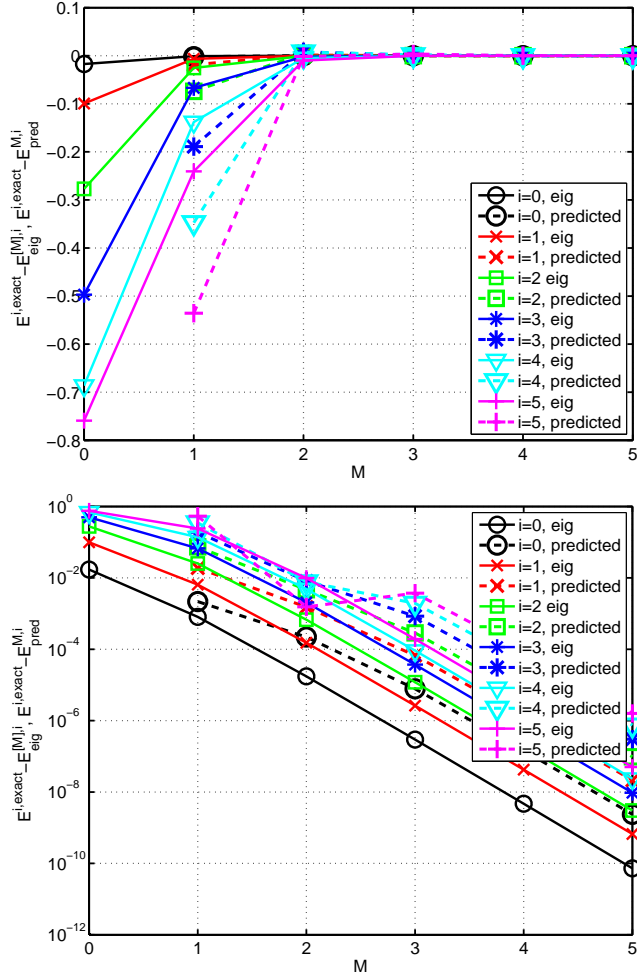 0.1
0
-0.1
-0.2
-0.3
-0.4
-0.5
-0.6
-0.7
-0.8
0 1 2 3 4 5
M
E^{i,exact}-E_{eig}^{[M],i}, E^{i,exact}-E_{pred}^{M,i}
i=0, eig
i=0, predicted
i=1, eig
i=1, predicted
i=2 eig
i=2, predicted
i=3, eig
i=3, predicted
i=4, eig
i=4, predicted
i=5, eig
i=5, predicted
10^0
10^{-2}
10^{-4}
10^{-6}
10^{-8}
10^{-10}
10^{-12}
0 1 2 3 4 5
M
E^{i,exact}-E_{eig}^{[M],i}, E^{i,exact}-E_{pred}^{M,i}
i=0, eig
i=0, predicted
i=1, eig
i=1, predicted
i=2 eig
i=2, predicted
i=3, eig
i=3, predicted
i=4, eig
i=4, predicted
i=5, eig
i=5, predicted